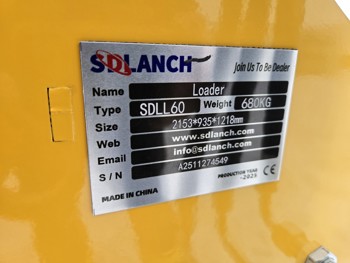 SDLANCH Join Us To Be Dealer
Name Loader
Type SDLL60 Weight 680KG
Size 2153*935*1218mm
Web www.sdlanch.com
Email info@sdlanch.com
S/N A2511274549
MADE IN CHINA PRODUCTION YEAR
-2025